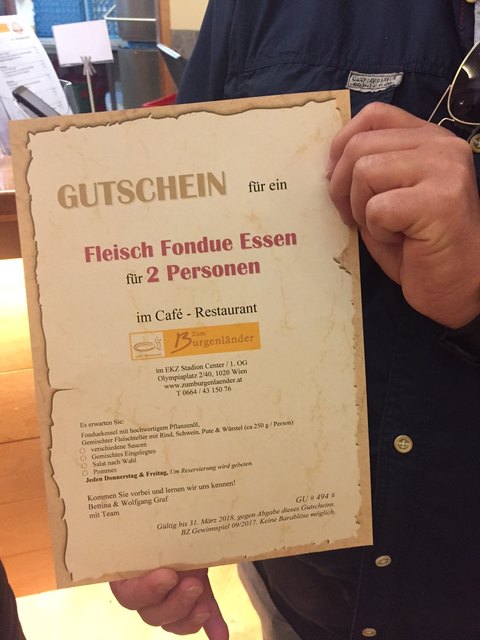 GUTSCHEIN für ein
Fleisch Fondue Essen
für 2 Personen
im Café - Restaurant
Zum
Burgenländer
im EKZ Stadion Center / 1. OG
Olympiaplatz 2/40, 1020 Wien
www.zumburgenlaender.at
T 0664 / 43 150 76
Es erwarten Sie:
Fonduekessel mit hochwertigem Pflanzenöl,
Gemischter Fleischteller mit Rind, Schwein, Pute & Würstel (ca 250 g / Person)
verschiedene Saucen
Gemischtes Eingelegtes
Salat nach Wahl
Pommes
Jeden Donnerstag & Freitag, Um Reservierung wird gebeten
Kommen Sie vorbei und lernen wir uns kennen!
Bettina & Wolfgang Graf
mit Team
GU # 494 #
Gültig bis 31. März 2018, gegen Abgabe dieses Gutscheins
BZ Gewinnspiel 09/2017. Keine Barablöse möglich.